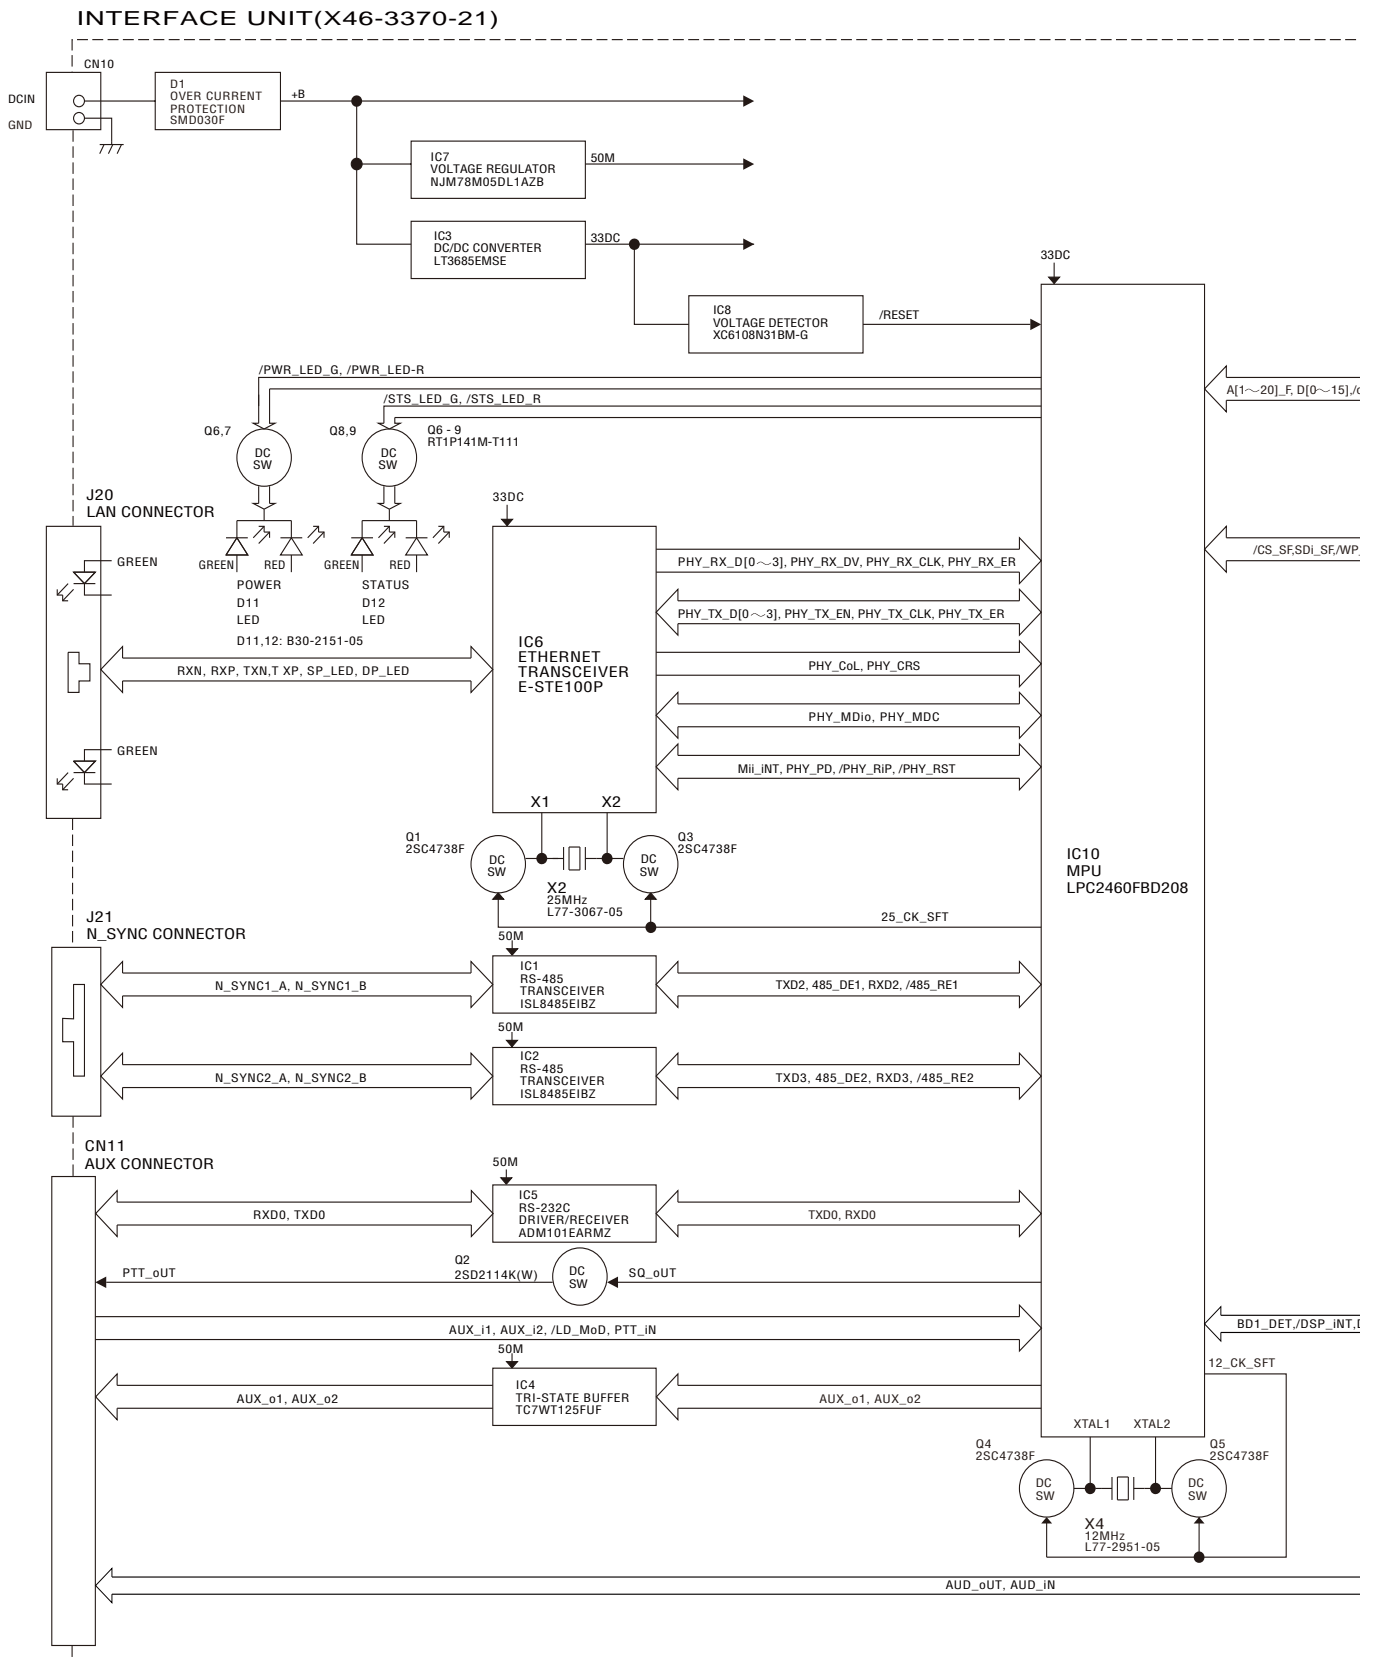 INTERFACE UNIT(X46-3370-21)
CN10
DCIN
GND
D1
OVER CURRENT
PROTECTION
SMD030F
+B
IC7
VOLTAGE REGULATOR
NJM78M05DL1AZB
50M
IC3
DC/DC CONVERTER
LT3685EMSE
33DC
33DC
IC8
VOLTAGE DETECTOR
XC6108N31BM-G
/RESET
/PWR_LED_G, /PWR_LED-R
/STS_LED_G, /STS_LED_R
A[1～20]_F, D[0～15],/c
Q6,7
DC
SW
Q8,9
DC
SW
Q6 - 9
RT1P141M-T111
J20
LAN CONNECTOR
33DC
GREEN
GREEN
RED
GREEN
RED
POWER
D11
LED
STATUS
D12
LED
D11,12: B30-2151-05
/CS_SF,SDi_SF,/WP_
PHY_RX_D[0～3], PHY_RX_DV, PHY_RX_CLK, PHY_RX_ER
PHY_TX_D[0～3], PHY_TX_EN, PHY_TX_CLK, PHY_TX_ER
IC6
ETHERNET
TRANSCEIVER
E-STE100P
RXN, RXP, TXN,T XP, SP_LED, DP_LED
PHY_CoL, PHY_CRS
PHY_MDio, PHY_MDC
GREEN
Mii_iNT, PHY_PD, /PHY_RiP, /PHY_RST
X1
X2
Q1
2SC4738F
DC
SW
Q3
2SC4738F
DC
SW
X2
25MHz
L77-3067-05
IC10
MPU
LPC2460FBD208
25_CK_SFT
J21
N_SYNC CONNECTOR
50M
IC1
RS-485
TRANSCEIVER
ISL8485EIBZ
N_SYNC1_A, N_SYNC1_B
TXD2, 485_DE1, RXD2, /485_RE1
50M
IC2
RS-485
TRANSCEIVER
ISL8485EIBZ
N_SYNC2_A, N_SYNC2_B
TXD3, 485_DE2, RXD3, /485_RE2
CN11
AUX CONNECTOR
50M
IC5
RS-232C
DRIVER/RECEIVER
ADM101EARMZ
RXD0, TXD0
TXD0, RXD0
PTT_oUT
Q2
2SD2114K(W)
DC
SW
SQ_oUT
AUX_i1, AUX_i2, /LD_MoD, PTT_iN
BD1_DET,/DSP_iNT,D
50M
IC4
TRI-STATE BUFFER
TC7WT125FUF
AUX_o1, AUX_o2
AUX_o1, AUX_o2
12_CK_SFT
XTAL1
XTAL2
Q4
2SC4738F
DC
SW
Q5
2SC4738F
DC
SW
X4
12MHz
L77-2951-05
AUD_oUT, AUD_iN